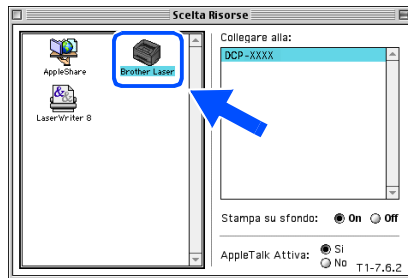 Scelta Risorse
Collegare alla:
DCP-XXXX
AppleShare
Brother Laser
LaserWriter 8
Stampa su sfondo: On Off
AppleTalk Attiva: Si
No
T1-7.6.2